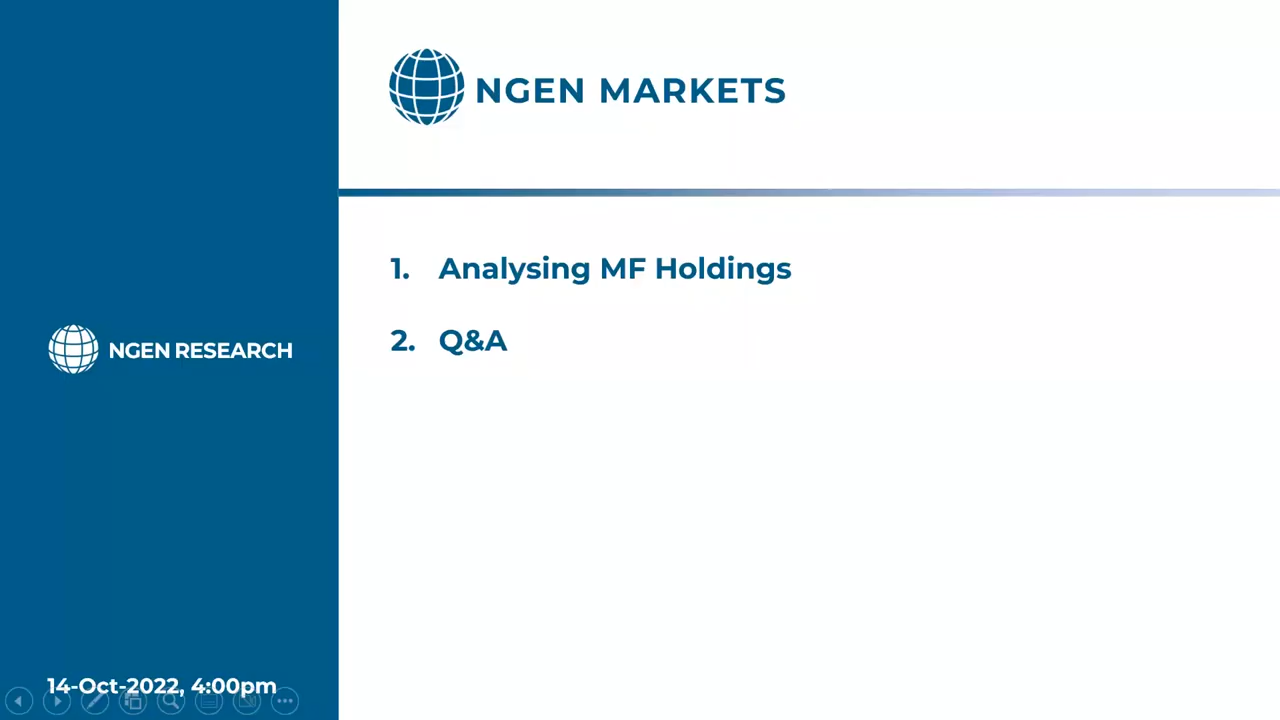 NGEN MARKETS
1. Analysing MF Holdings
2. Q&A
NGEN RESEARCH
14-Oct-2022, 4:00pm